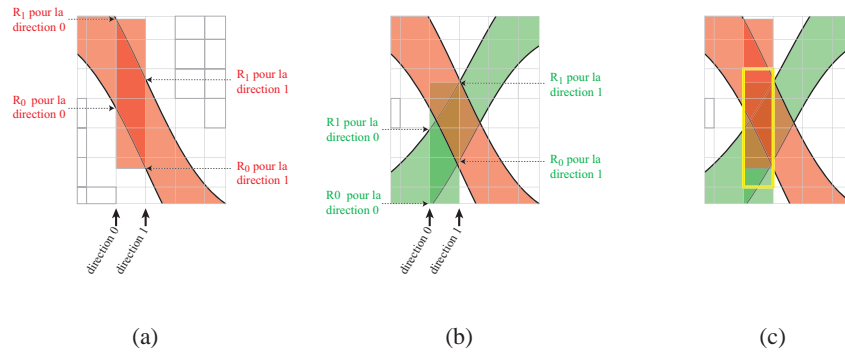 R1 pour la
direction 0
R0 pour la
direction 0
R1 pour la
direction 1
R0 pour la
direction 1
direction 0
direction 1
(a)
R1 pour la
direction 0
R0 pour la
direction 0
R1 pour la
direction 1
R0 pour la
direction 1
direction 0
direction 1
(b)
(c)